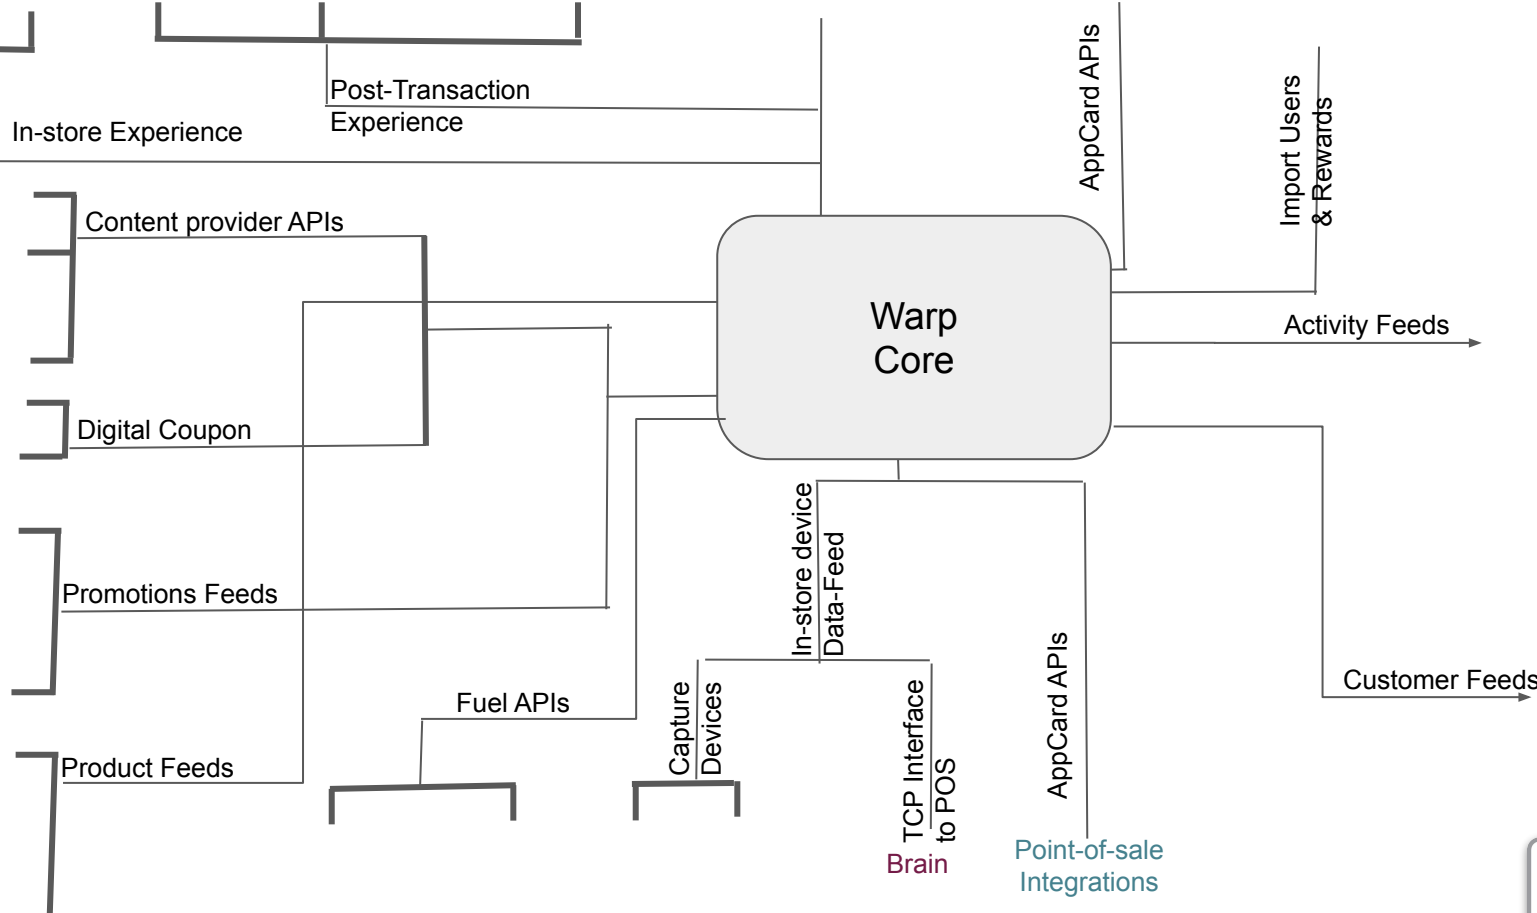 Post-Transaction
Experience
In-store Experience
AppCard APIs
Import Users
& Rewards
Content provider APIs
Warp
Core
Activity Feeds
Digital Coupon
In-store device
Data-Feed
Promotions Feeds
AppCard APIs
Customer Feeds
Fuel APIs
Capture
Devices
TCP Interface
to POS
Product Feeds
Brain
Point-of-sale
Integrations